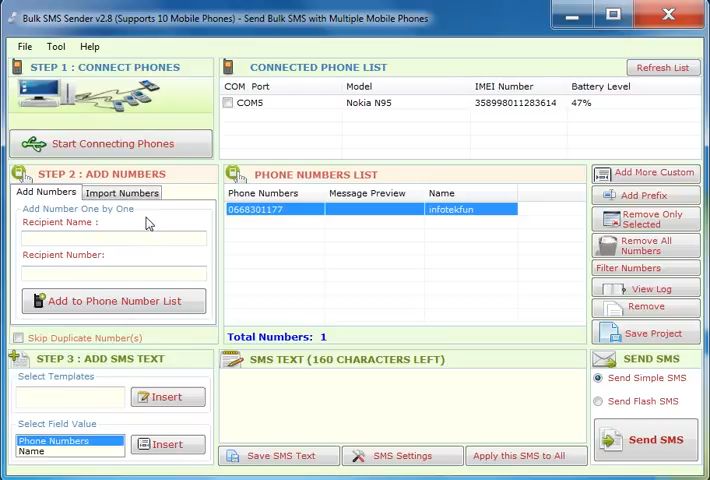 Bulk SMS Sender v2.8 (Supports 10 Mobile Phones) - Send Bulk SMS with Multiple Mobile Phones
File Tool Help
STEP 1 : CONNECT PHONES
Start Connecting Phones
CONNECTED PHONE LIST
Refresh List
COM Port Model IMEI Number Battery Level
COM5 Nokia N95 358998011283614 47%
STEP 2 : ADD NUMBERS
Add Numbers Import Numbers
Add Number One by One
Recipient Name :
Recipient Number:
Add to Phone Number List
Skip Duplicate Number(s)
PHONE NUMBERS LIST
Phone Numbers Message Preview Name
0668301177 infotekfun
Total Numbers: 1
Add More Custom
Add Prefix
Remove Only
Selected
Remove All
Numbers
Filter Numbers
View Log
Remove
Save Project
STEP 3 : ADD SMS TEXT
Select Templates
Insert
Select Field Value
Phone Numbers
Name
Insert
SMS TEXT (160 CHARACTERS LEFT)
Save SMS Text
SMS Settings
Apply this SMS to All
SEND SMS
Send Simple SMS
Send Flash SMS
Send SMS